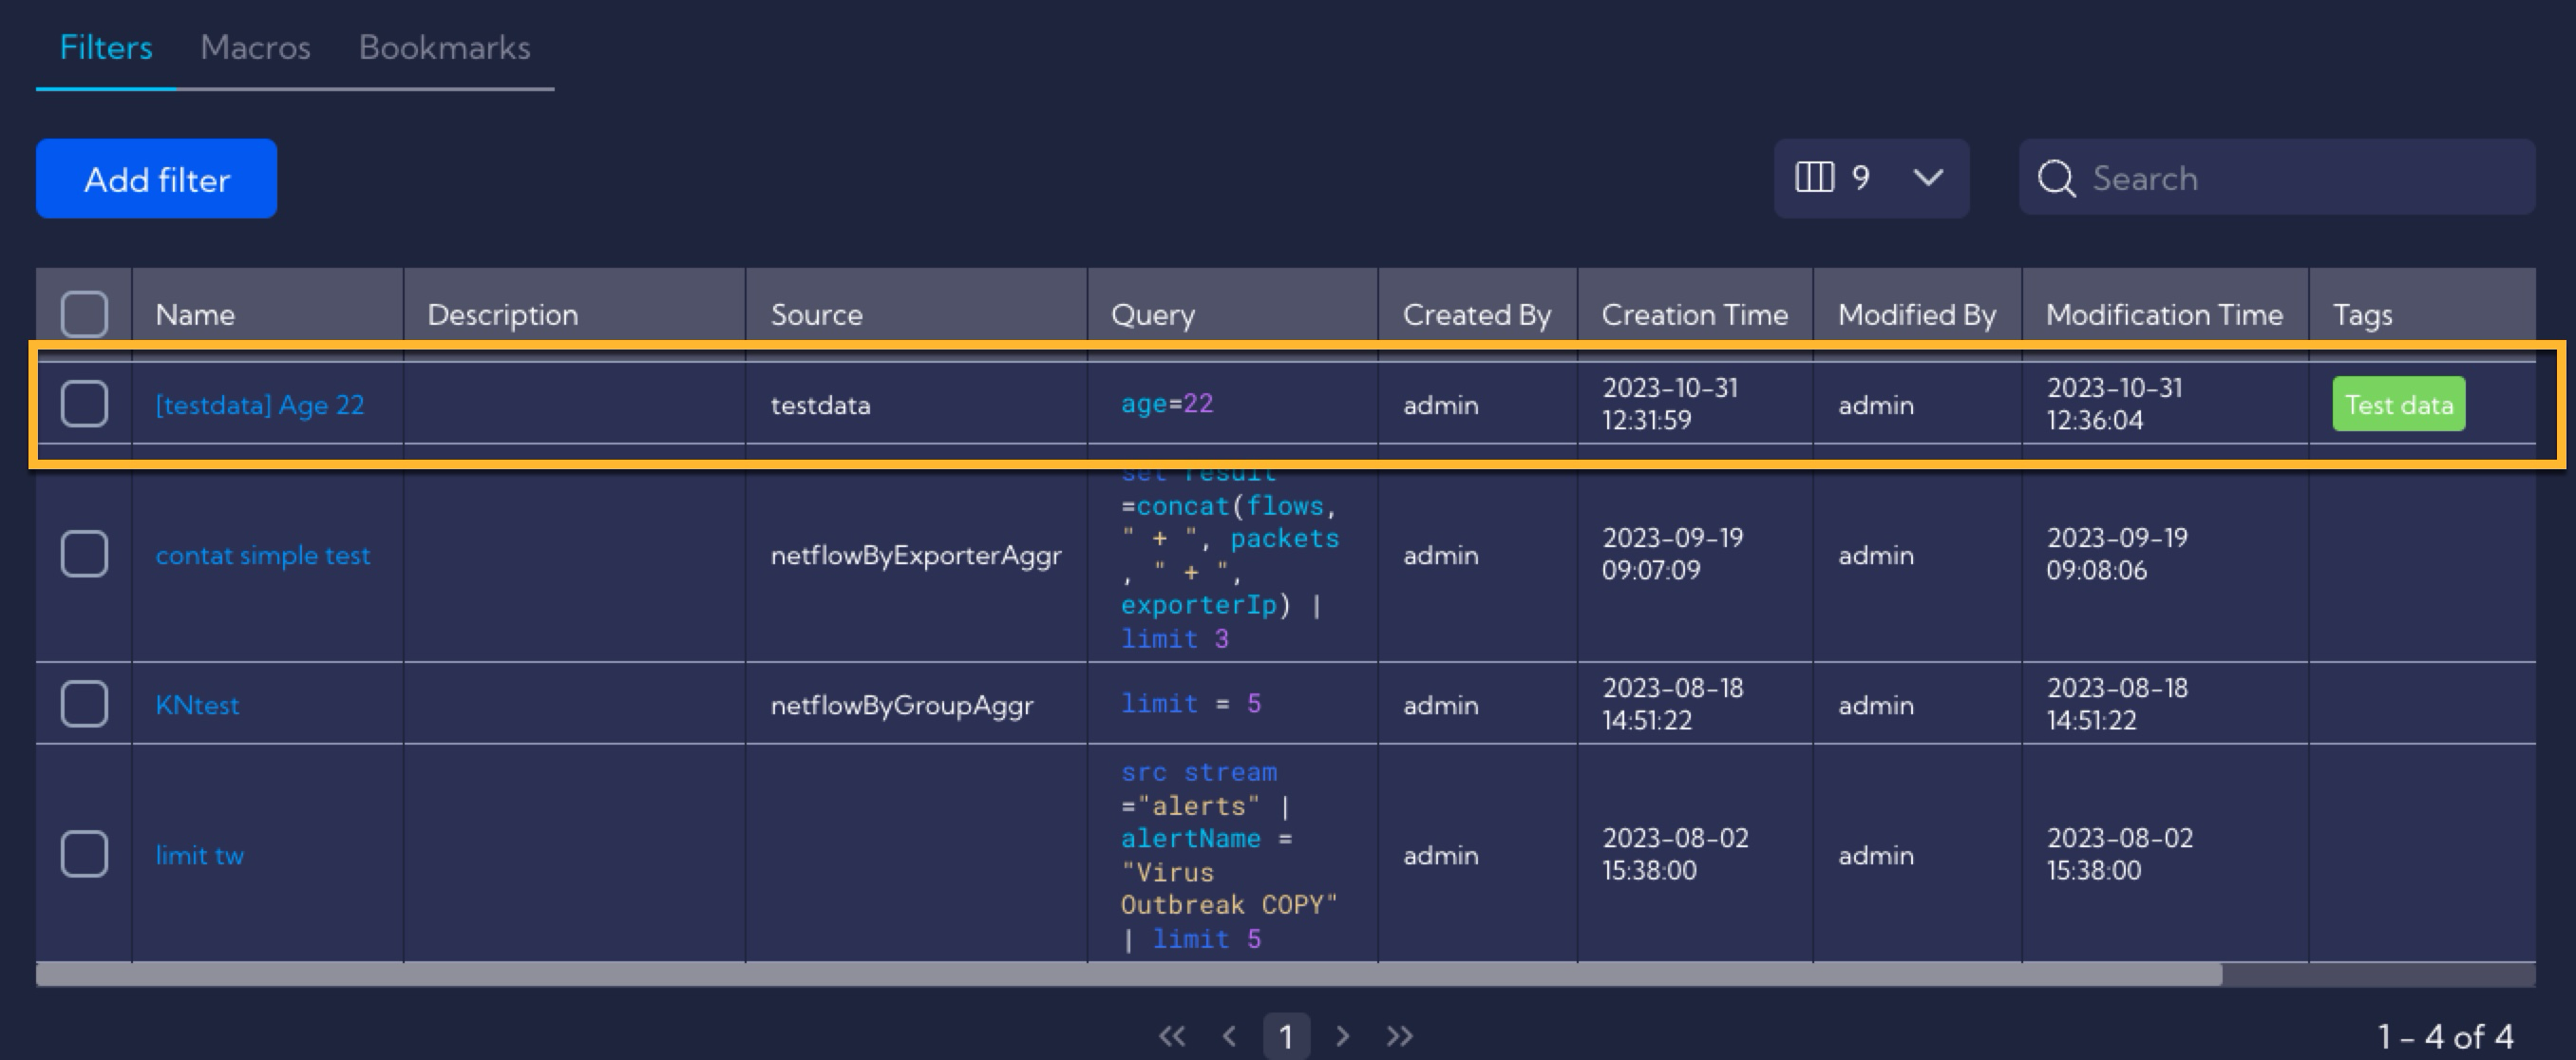 Filters Macros Bookmarks
Add filter 9 Search
Name Description Source Query Created By Creation Time Modified By Modification Time Tags
[testdata] Age 22 testdata age=22 admin 2023-10-31 12:31:59 admin 2023-10-31 12:36:04 Test data
set result
=concat(flows,
" + ", packets
, " + ",
exporterIp) |
limit 3
contat simple test netflowByExporterAggr admin 2023-09-19 09:07:09 admin 2023-09-19 09:08:06
KNtest netflowByGroupAggr limit = 5 admin 2023-08-18 14:51:22 admin 2023-08-18 14:51:22
src stream
="alerts" |
alertName =
"Virus
Outbreak COPY"
| limit 5
limit tw admin 2023-08-02 15:38:00 admin 2023-08-02 15:38:00
<< < 1 > >>
1 - 4 of 4